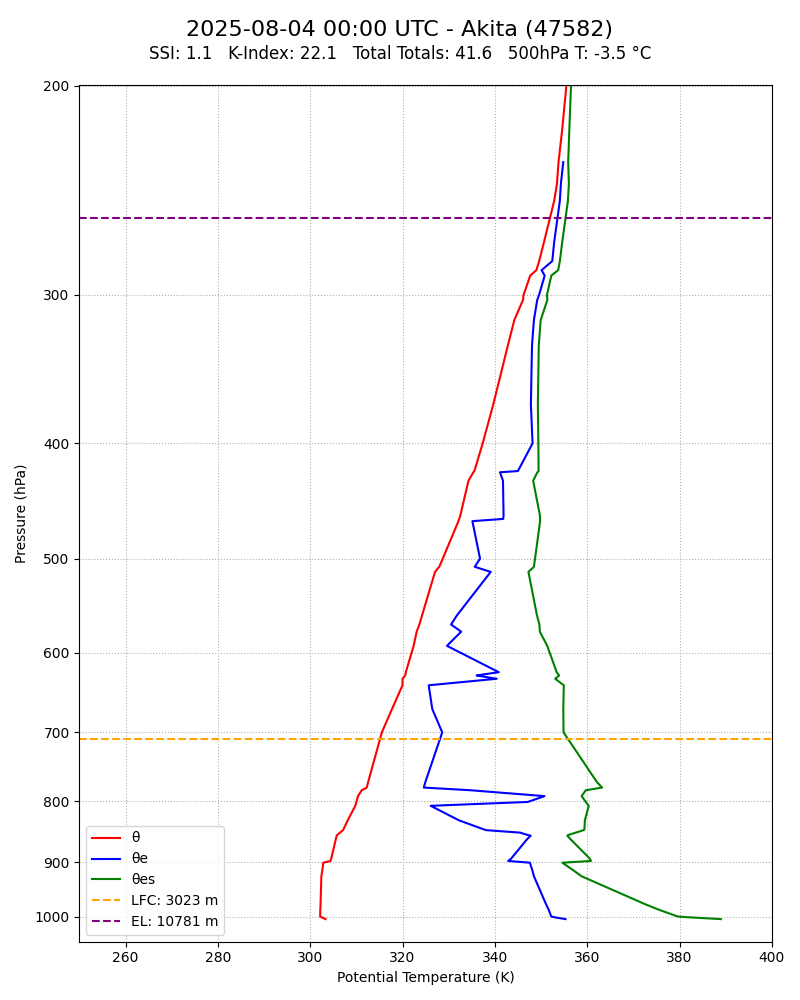 2025-08-04 00:00 UTC - Akita (47582)
SSI: 1.1   K-Index: 22.1   Total Totals: 41.6   500hPa T: -3.5 °C
200
300
400
500
600
700
800
900
1000
Pressure (hPa)
θ
θe
θes
LFC: 3023 m
EL: 10781 m
260 280 300 320 340 360 380 400
Potential Temperature (K)